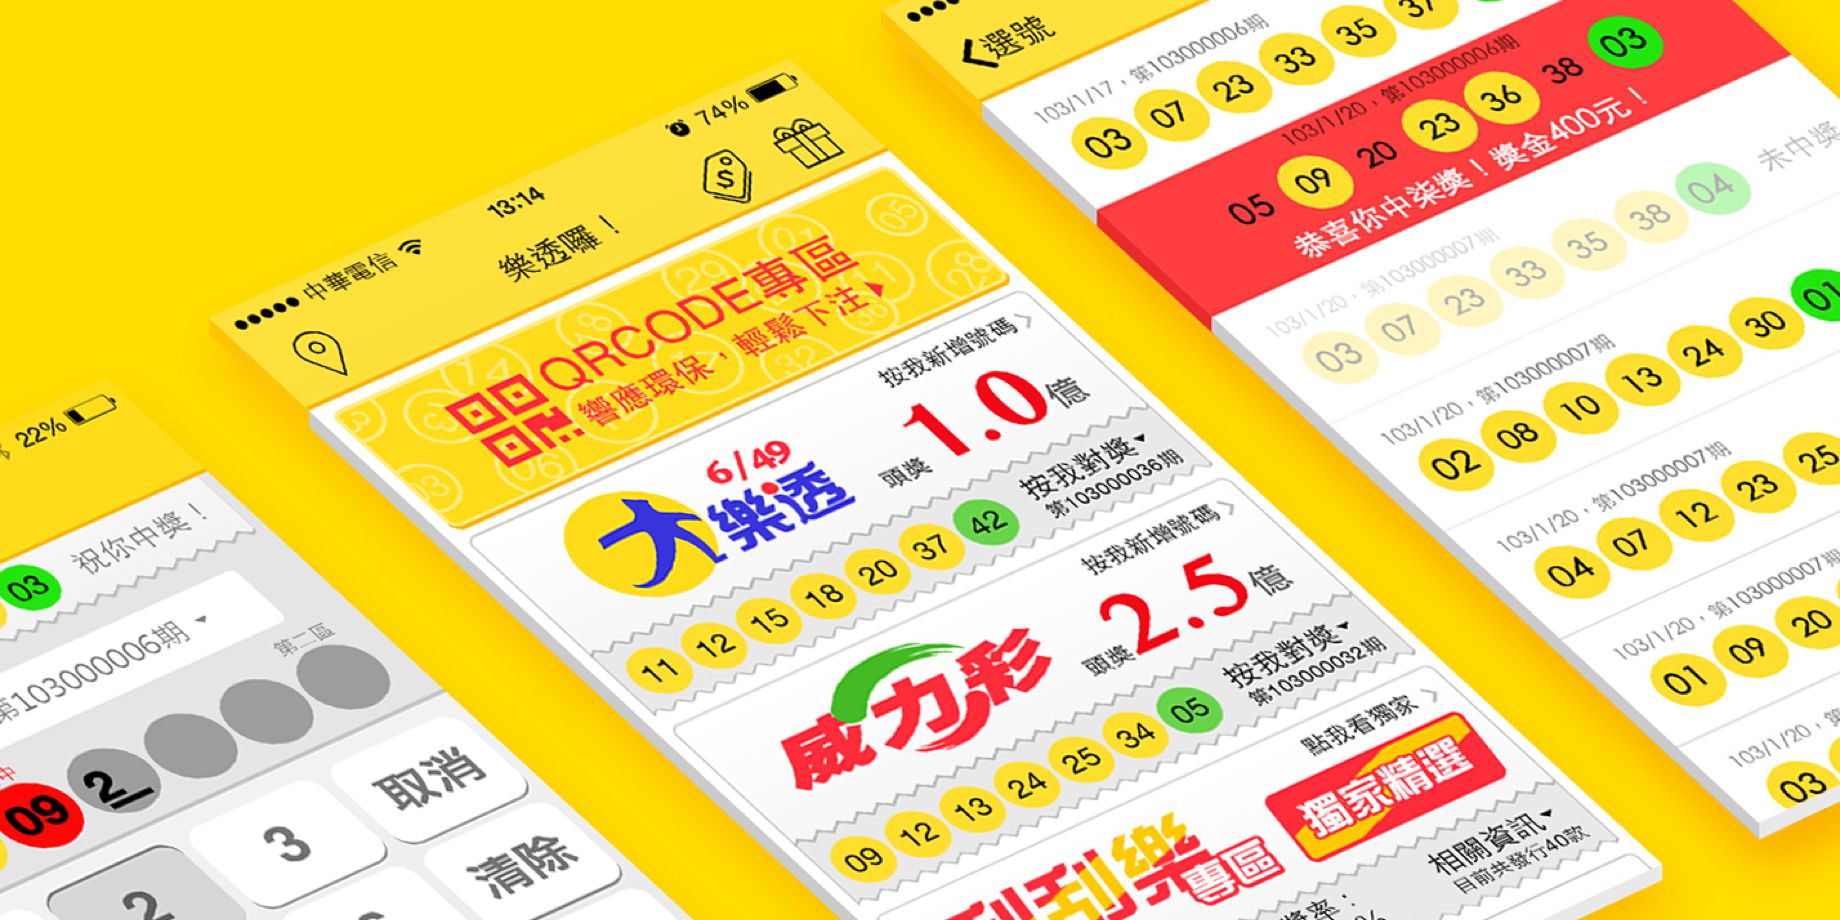 22%
03
祝你中獎！
第103000006期
第二區
中
09
2
3
取消
2
清除
中華電信
13:14
74%
樂透囉！
QRCODE專區
響應環保，輕鬆下注
按我新增號碼
6/49
大樂透
頭獎 1.0億
11 12 15 18 20 37 42
按我對獎
第103000036期
按我新增號碼
威力彩
頭獎 2.5億
09 12 13 24 25 34 05
按我對獎
第103000032期
點我看獨家
刮刮樂
專區
獨家精選
相關資訊
目前共發行40款
獎率：
選號
103/1/17，第103000006期
03 07 23 33 35 37
103/1/20，第103000006期
05 09 20 23 36 38 03
恭喜你中柒獎！獎金400元！
103/1/20，第103000007期
03 07 23 33 35 38 04
未中獎
103/1/20，第103000007期
02 08 10 13 24 30 01
103/1/20，第103000007期
04 07 12 23 25
103/1/20，第103000007期
01 09 20
103/1/20，第
03